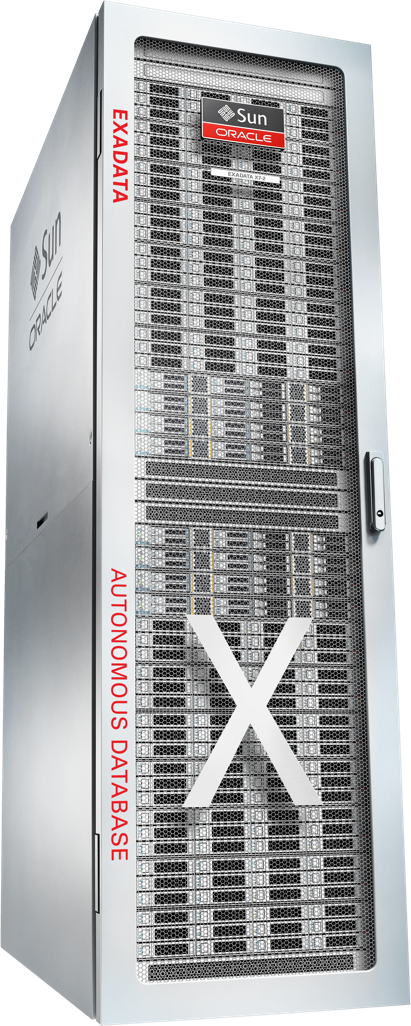 Sun
ORACLE
EXADATA X7-2
EXADATA
Sun
ORACLE
AUTONOMOUS DATABASE
X